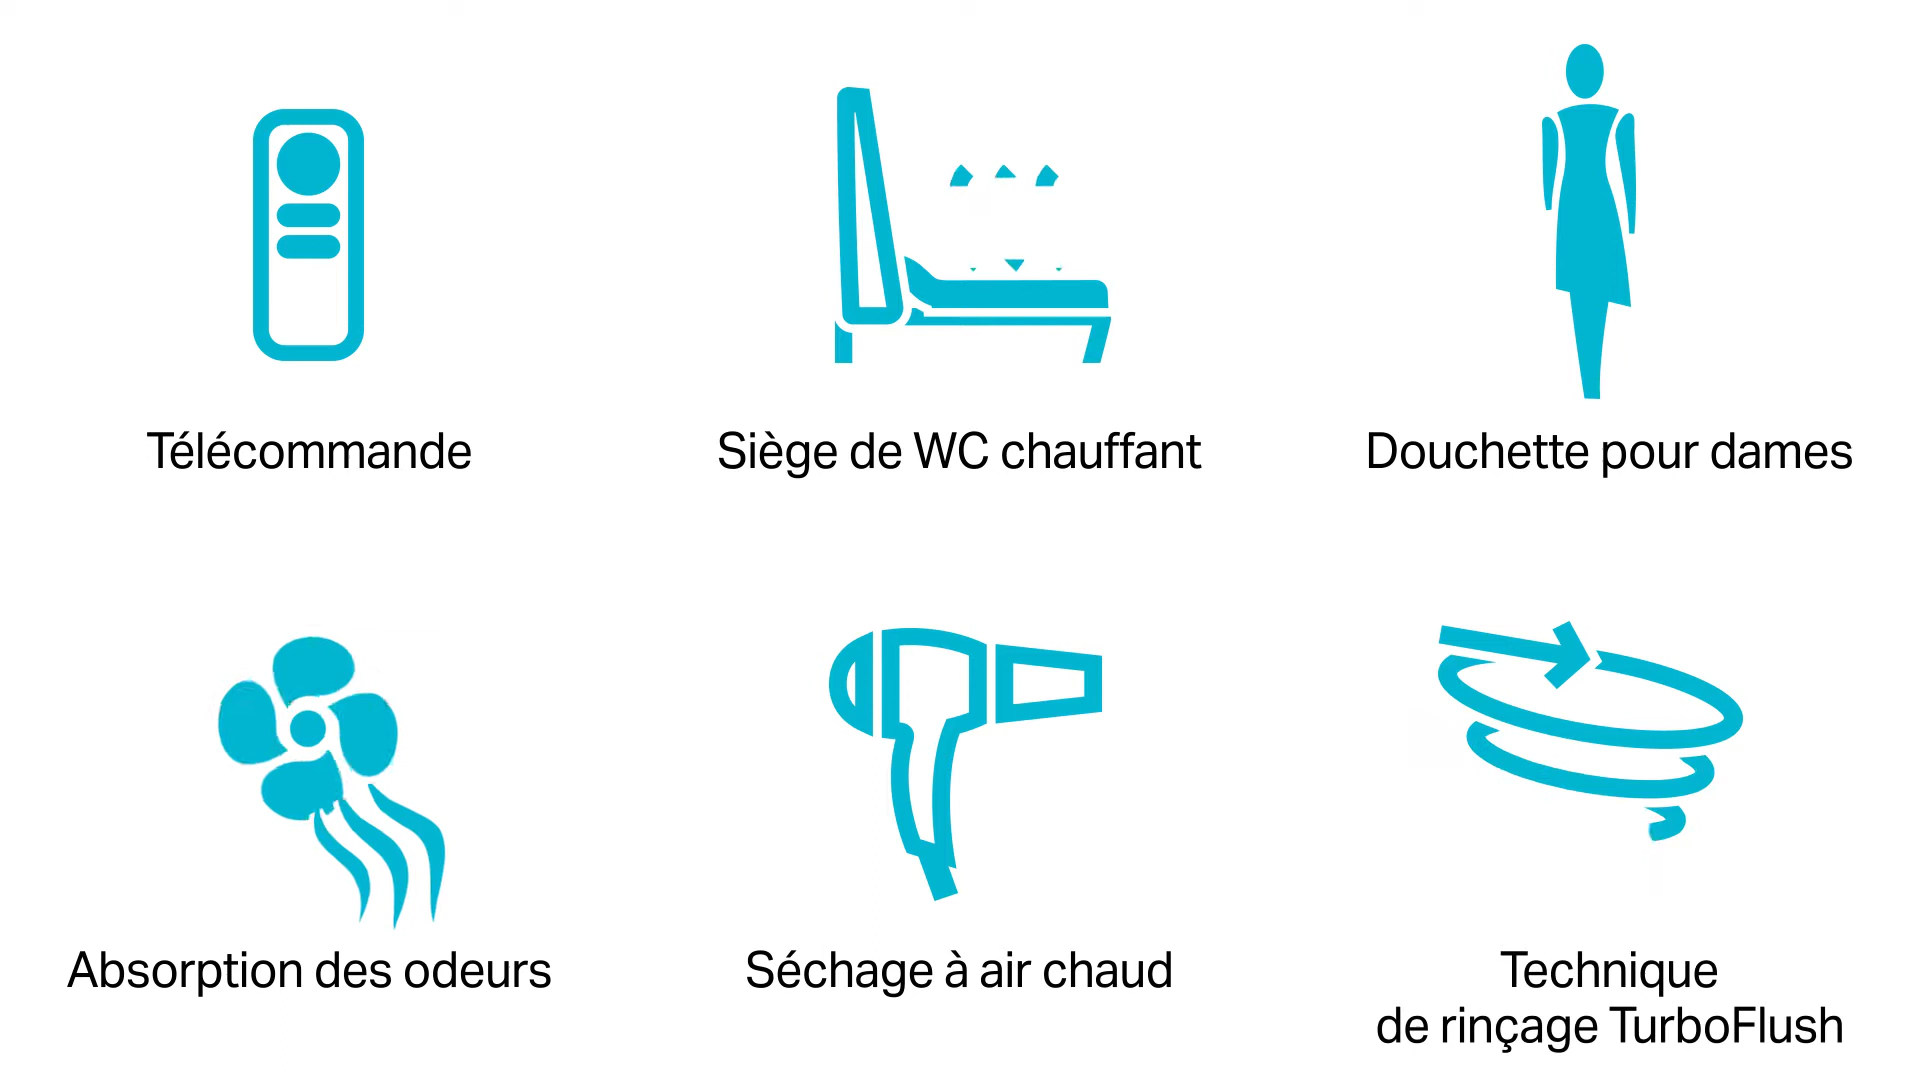 Télécommande
Siège de WC chauffant
Douchette pour dames
Absorption des odeurs
Séchage à air chaud
Technique
de rinçage TurboFlush